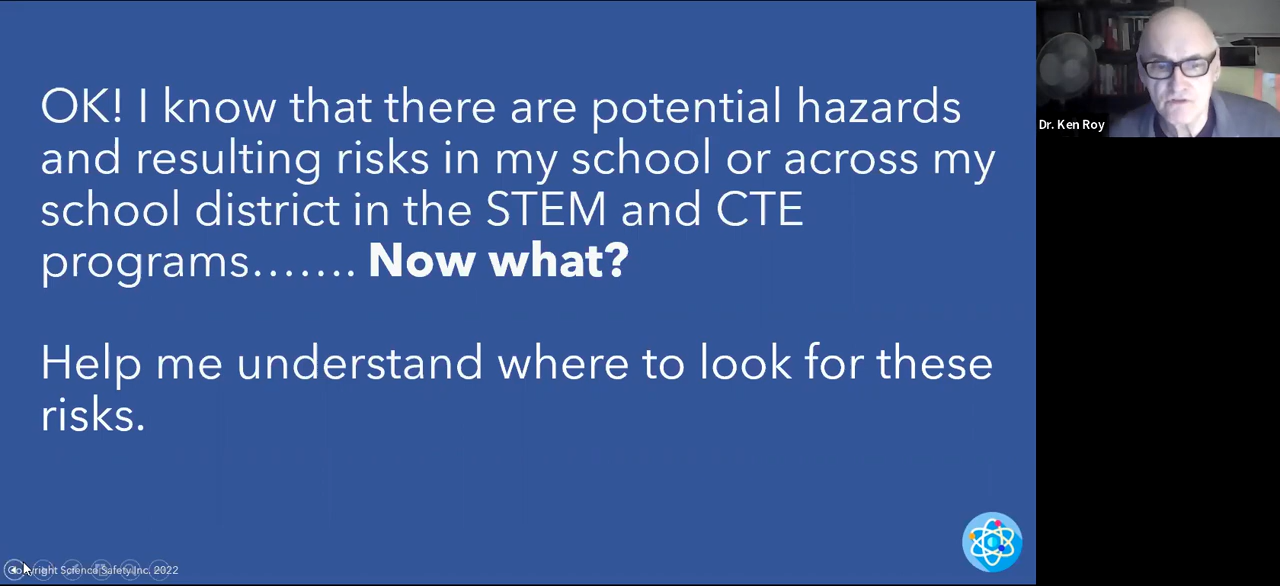 OK! I know that there are potential hazards
and resulting risks in my school or across my
school district in the STEM and CTE
programs....... Now what?
Help me understand where to look for these
risks.
Copyright Science Safety Inc. 2022
Dr. Ken Roy